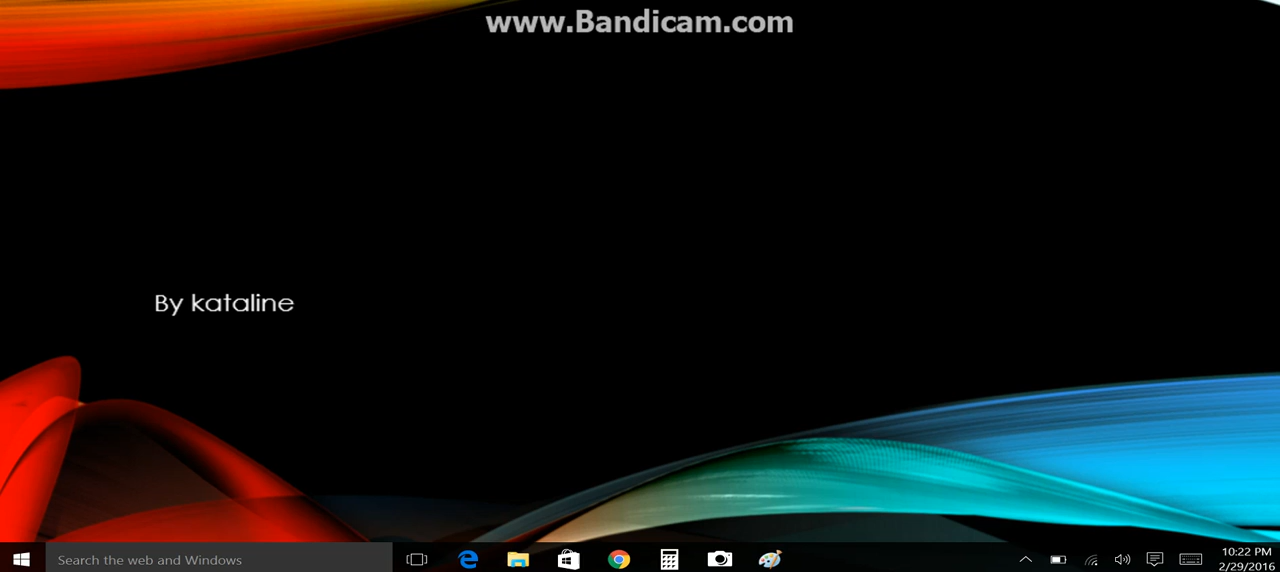 www.Bandicam.com
By kataline
Search the web and Windows
10:22 PM
2/29/2016